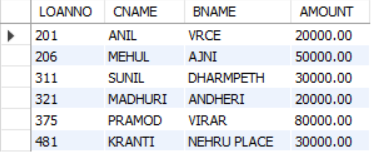 LOANNO CNAME BNAME AMOUNT
201 ANIL VRCE 20000.00
206 MEHUL AJNI 50000.00
311 SUNIL DHARMPETH 30000.00
321 MADHURI ANDHERI 20000.00
375 PRAMOD VIRAR 80000.00
481 KRANTI NEHRU PLACE 30000.00